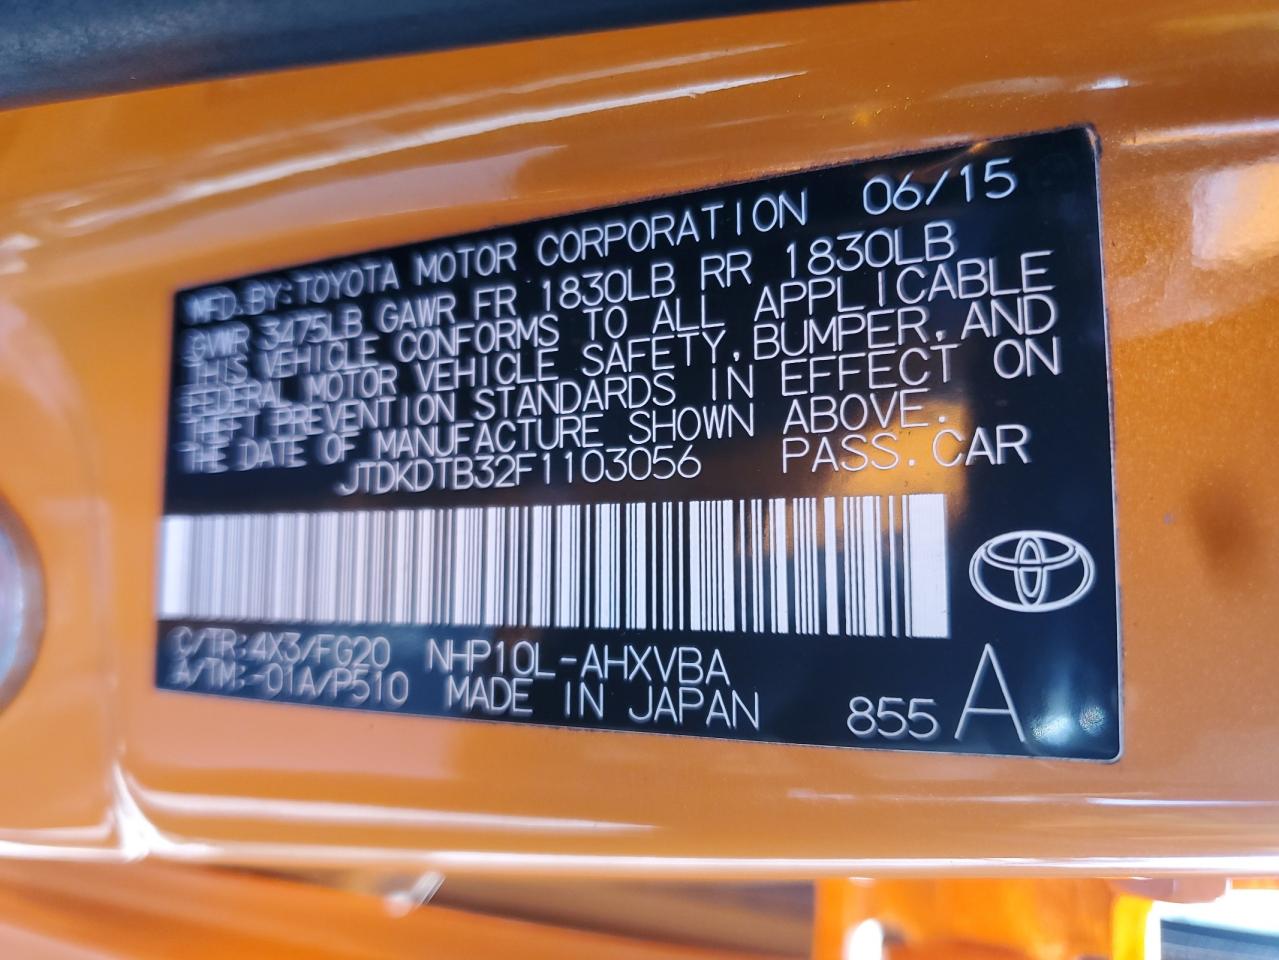 MFD.BY:TOYOTA MOTOR CORPORATION 06/15
GVWR 3475LB GAWR FR 1830LB RR 1830LB
THIS VEHICLE CONFORMS TO ALL APPLICABLE
FEDERAL MOTOR VEHICLE SAFETY,BUMPER,AND
THEFT PREVENTION STANDARDS IN EFFECT ON
THE DATE OF MANUFACTURE SHOWN ABOVE.
JTDKDTB32F1103056 PASS.CAR
C/TR:4X3/FG20 NHP10L-AHXVBA
A/TM:-01A/P510 MADE IN JAPAN 855 A